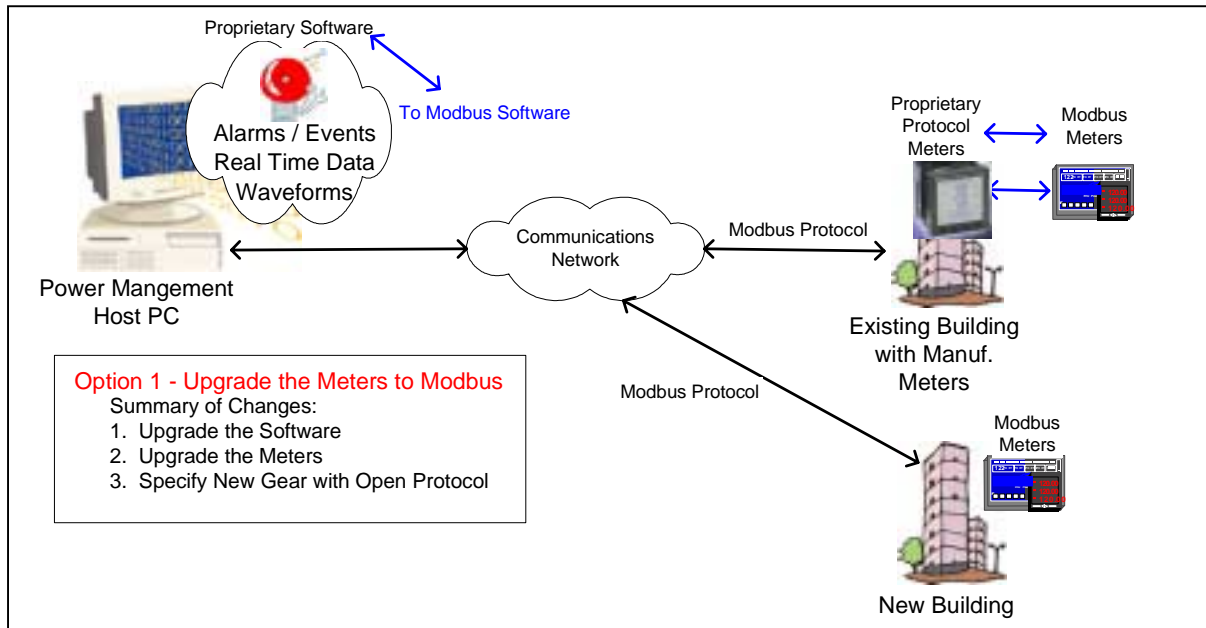 Proprietary Software
To Modbus Software
Alarms / Events
Real Time Data
Waveforms
Power Mangement
Host PC
Communications
Network
Modbus Protocol
Proprietary
Protocol
Meters
Modbus
Meters
Existing Building
with Manuf.
Meters
Option 1 - Upgrade the Meters to Modbus
Summary of Changes:
1. Upgrade the Software
2. Upgrade the Meters
3. Specify New Gear with Open Protocol
Modbus Protocol
Modbus
Meters
New Building